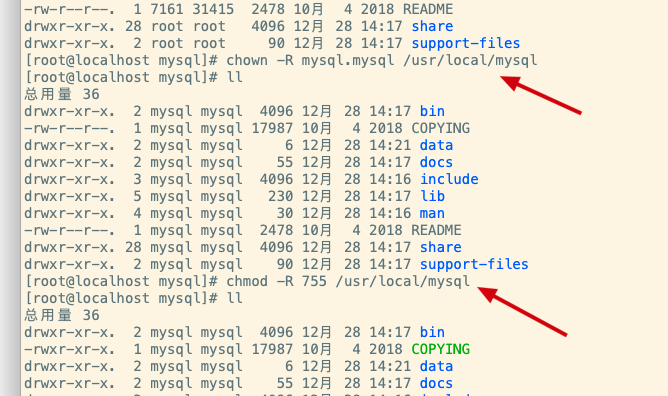 -rw-r--r--.  1 7161 31415  2478 10月  4 2018 README
drwxr-xr-x. 28 root root   4096 12月 28 14:17 share
drwxr-xr-x.  2 root root     90 12月 28 14:17 support-files
[root@localhost mysql]# chown -R mysql.mysql /usr/local/mysql
[root@localhost mysql]# ll
总用量 36
drwxr-xr-x.  2 mysql mysql  4096 12月 28 14:17 bin
-rw-r--r--.  1 mysql mysql 17987 10月  4 2018 COPYING
drwxr-xr-x.  2 mysql mysql     6 12月 28 14:21 data
drwxr-xr-x.  2 mysql mysql    55 12月 28 14:17 docs
drwxr-xr-x.  3 mysql mysql  4096 12月 28 14:16 include
drwxr-xr-x.  5 mysql mysql   230 12月 28 14:17 lib
drwxr-xr-x.  4 mysql mysql    30 12月 28 14:16 man
-rw-r--r--.  1 mysql mysql  2478 10月  4 2018 README
drwxr-xr-x. 28 mysql mysql  4096 12月 28 14:17 share
drwxr-xr-x.  2 mysql mysql    90 12月 28 14:17 support-files
[root@localhost mysql]# chmod -R 755 /usr/local/mysql
[root@localhost mysql]# ll
总用量 36
drwxr-xr-x.  2 mysql mysql  4096 12月 28 14:17 bin
-rwxr-xr-x.  1 mysql mysql 17987 10月  4 2018 COPYING
drwxr-xr-x.  2 mysql mysql     6 12月 28 14:21 data
drwxr-xr-x.  2 mysql mysql    55 12月 28 14:17 docs